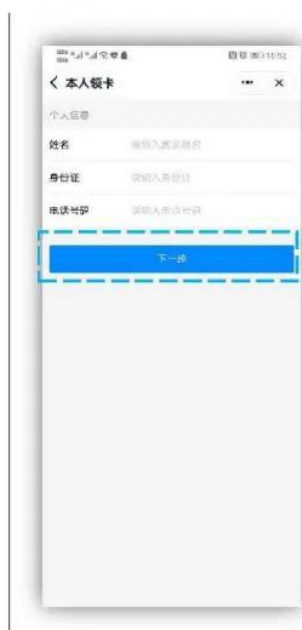 本人领卡
个人信息
姓名 请输入真实姓名
身份证 请输入身份证
电话号码 请输入电话号码
下一步